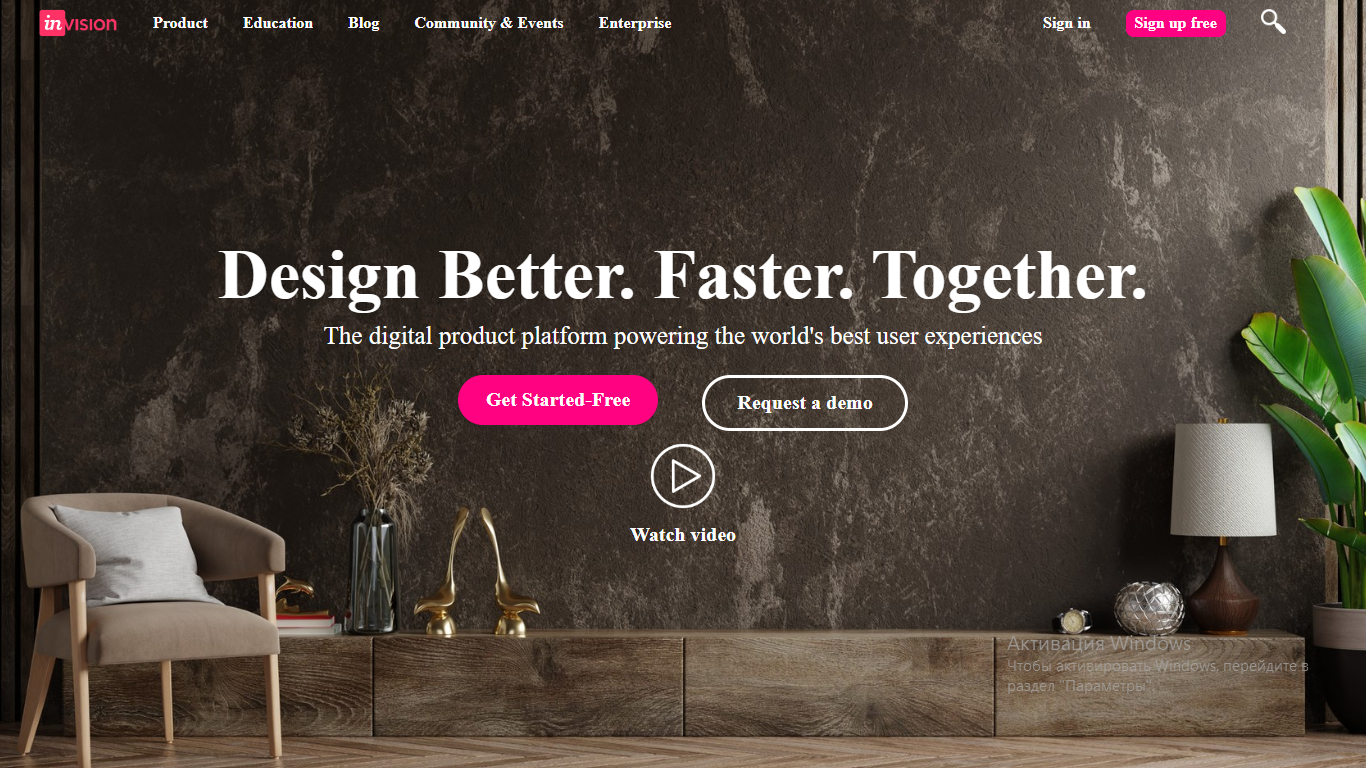 invision Product Education Blog Community & Events Enterprise Sign in Sign up free
Design Better. Faster. Together.
The digital product platform powering the world's best user experiences
Get Started-Free Request a demo
Watch video
Активация Windows
Чтобы активировать Windows, перейдите в
раздел "Параметры".